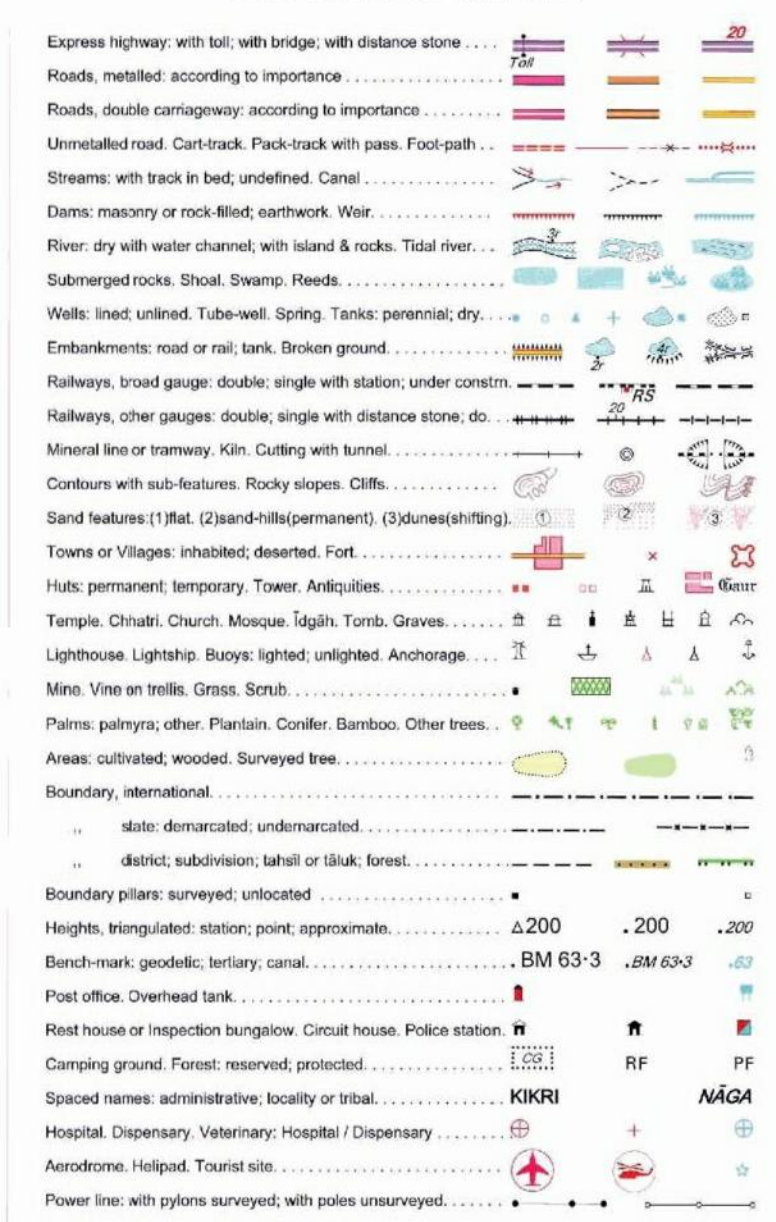 Express highway: with toll; with bridge; with distance stone . . . . Toll 20
Roads, metalled: according to importance . . . . . . . . . . . . . . . . . . .
Roads, double carriageway: according to importance . . . . . . . . .
Unmetalled road. Cart-track. Pack-track with pass. Foot-path . .
Streams: with track in bed; undefined. Canal . . . . . . . . . . . . . . . .
Dams: masonry or rock-filled; earthwork. Weir. . . . . . . . . . . . . . .
River: dry with water channel; with island & rocks. Tidal river. . . 3r
Submerged rocks. Shoal. Swamp. Reeds. . . . . . . . . . . . . . . . . . .
Wells: lined; unlined. Tube-well. Spring. Tanks: perennial; dry. . . .
Embankments: road or rail; tank. Broken ground. . . . . . . . . . . . . 2r 4r
Railways, broad gauge: double; single with station; under constrn. RS
Railways, other gauges: double; single with distance stone; do. . . 20
Mineral line or tramway. Kiln. Cutting with tunnel. . . . . . . . . . . . .
Contours with sub-features. Rocky slopes. Cliffs. . . . . . . . . . . . .
Sand features:(1)flat. (2)sand-hills(permanent). (3)dunes(shifting). 1 2 3
Towns or Villages: inhabited; deserted. Fort. . . . . . . . . . . . . . . . .
Huts: permanent; temporary. Tower. Antiquities. . . . . . . . . . . . . . Gaur
Temple. Chhatri. Church. Mosque. Īdgāh. Tomb. Graves. . . . . . .
Lighthouse. Lightship. Buoys: lighted; unlighted. Anchorage. . . .
Mine. Vine on trellis. Grass. Scrub. . . . . . . . . . . . . . . . . . . . . . .
Palms: palmyra; other. Plantain. Conifer. Bamboo. Other trees. .
Areas: cultivated; wooded. Surveyed tree. . . . . . . . . . . . . . . . . .
Boundary, international. . . . . . . . . . . . . . . . . . . . . . . . . . . . . . .
,, state: demarcated; undemarcated. . . . . . . . . . . . . . . . .
,, district; subdivision; tahsīl or tāluk; forest. . . . . . . . . . . .
Boundary pillars: surveyed; unlocated . . . . . . . . . . . . . . . . . . . .
Heights, triangulated: station; point; approximate. . . . . . . . . . . . △200 .200 .200
Bench-mark: geodetic; tertiary; canal. . . . . . . . . . . . . . . . . . . . . .BM 63·3 .BM 63·3 .63
Post office. Overhead tank. . . . . . . . . . . . . . . . . . . . . . . . . . . . .
Rest house or Inspection bungalow. Circuit house. Police station.
Camping ground. Forest: reserved; protected. . . . . . . . . . . . . . . CG RF PF
Spaced names: administrative; locality or tribal. . . . . . . . . . . . . . KIKRI NĀGA
Hospital. Dispensary. Veterinary: Hospital / Dispensary . . . . . . . .
Aerodrome. Helipad. Tourist site. . . . . . . . . . . . . . . . . . . . . . . . .
Power line: with pylons surveyed; with poles unsurveyed. . . . . . .